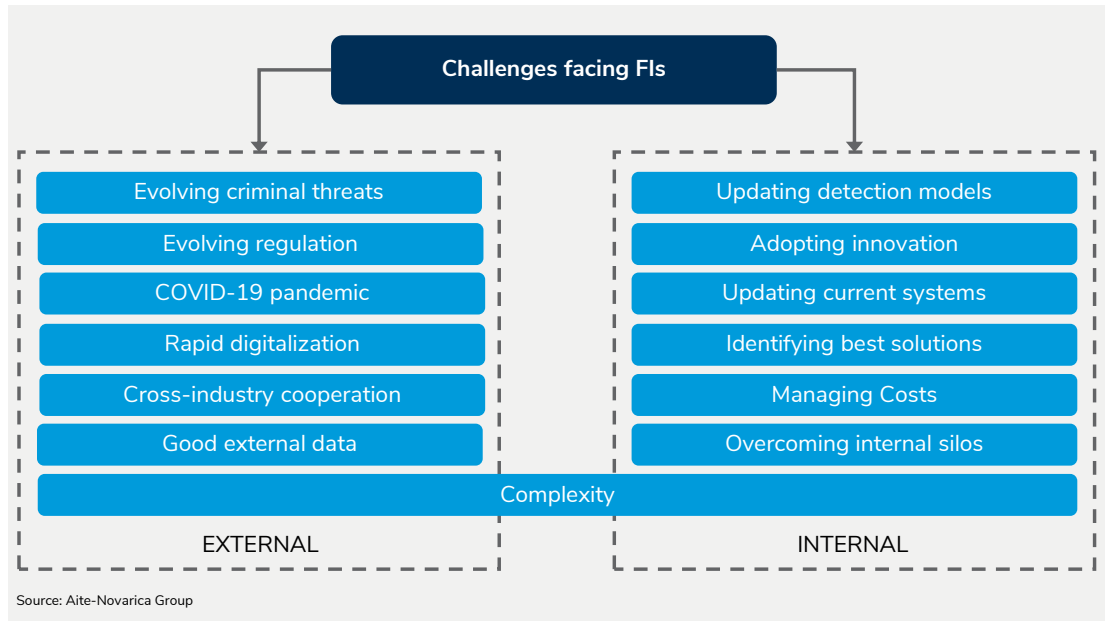 Challenges facing FIs
Evolving criminal threats
Evolving regulation
COVID-19 pandemic
Rapid digitalization
Cross-industry cooperation
Good external data
Updating detection models
Adopting innovation
Updating current systems
Identifying best solutions
Managing Costs
Overcoming internal silos
Complexity
EXTERNAL
INTERNAL
Source: Aite-Novarica Group